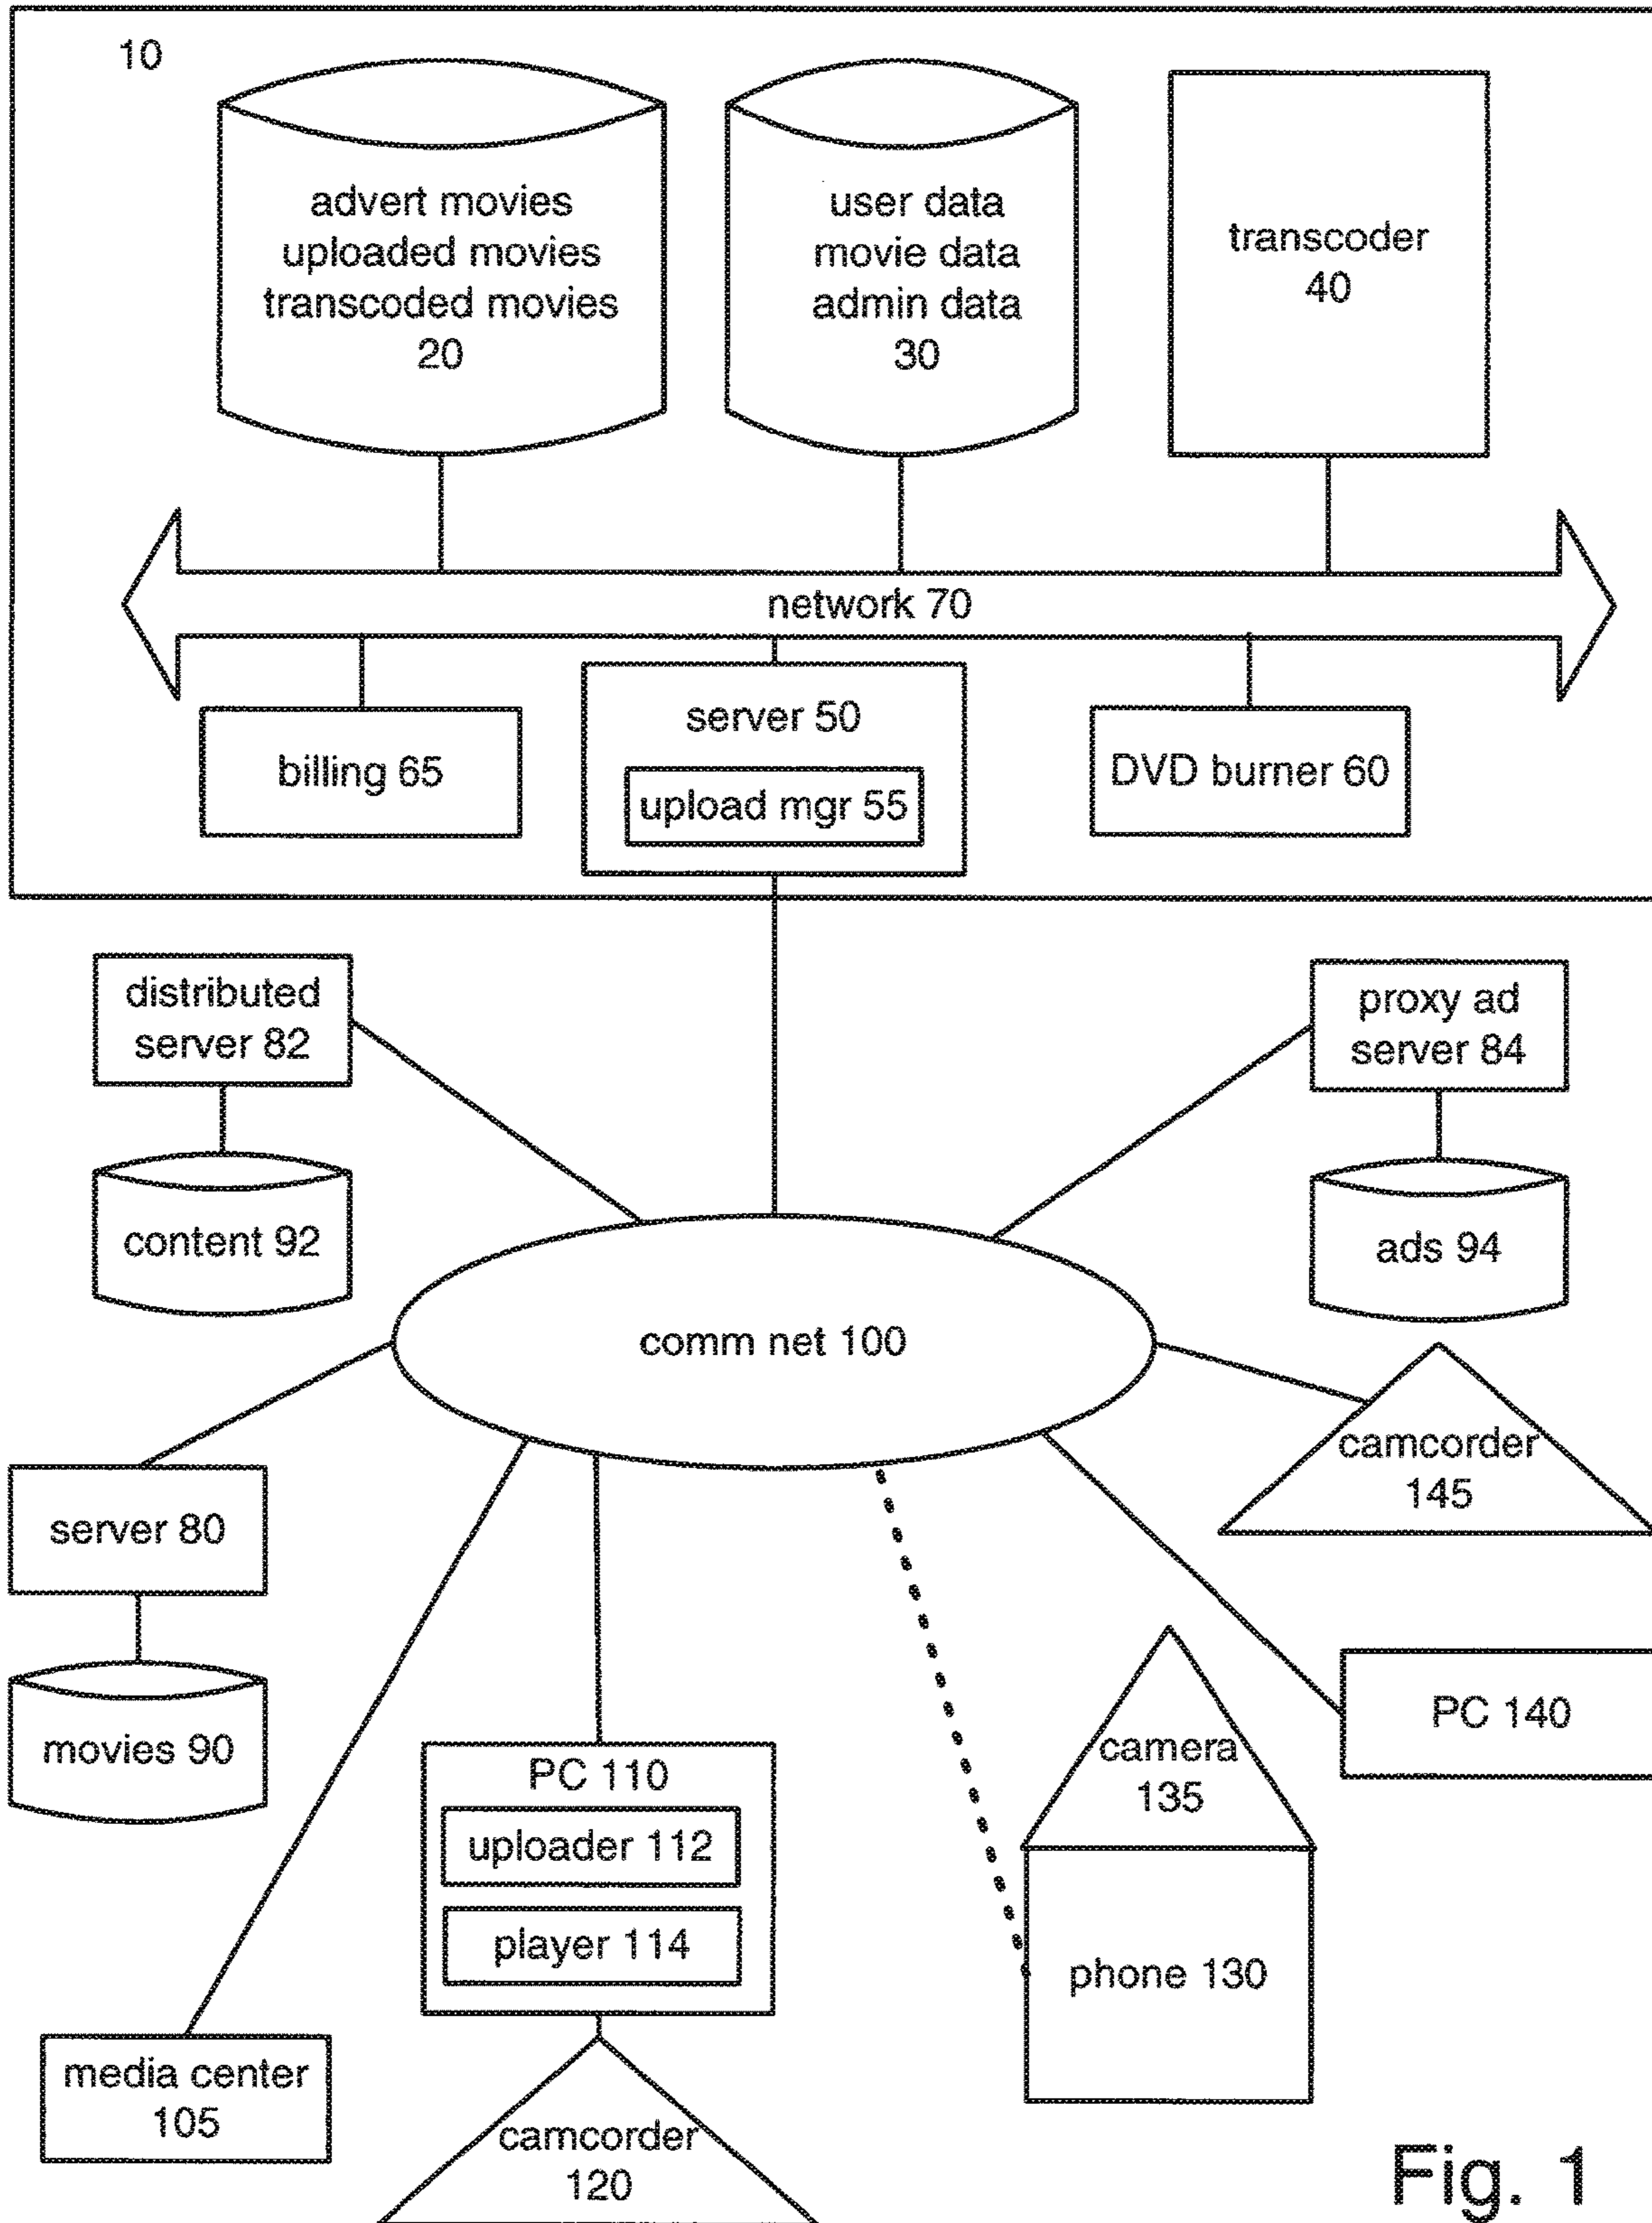 10
advert movies
uploaded movies
transcoded movies
20
user data
movie data
admin data
30
transcoder
40
network 70
billing 65
server 50
upload mgr 55
DVD burner 60
distributed
server 82
content 92
proxy ad
server 84
ads 94
comm net 100
camcorder
145
server 80
movies 90
PC 110
uploader 112
player 114
camera
135
phone 130
PC 140
media center
105
camcorder
120
Fig. 1